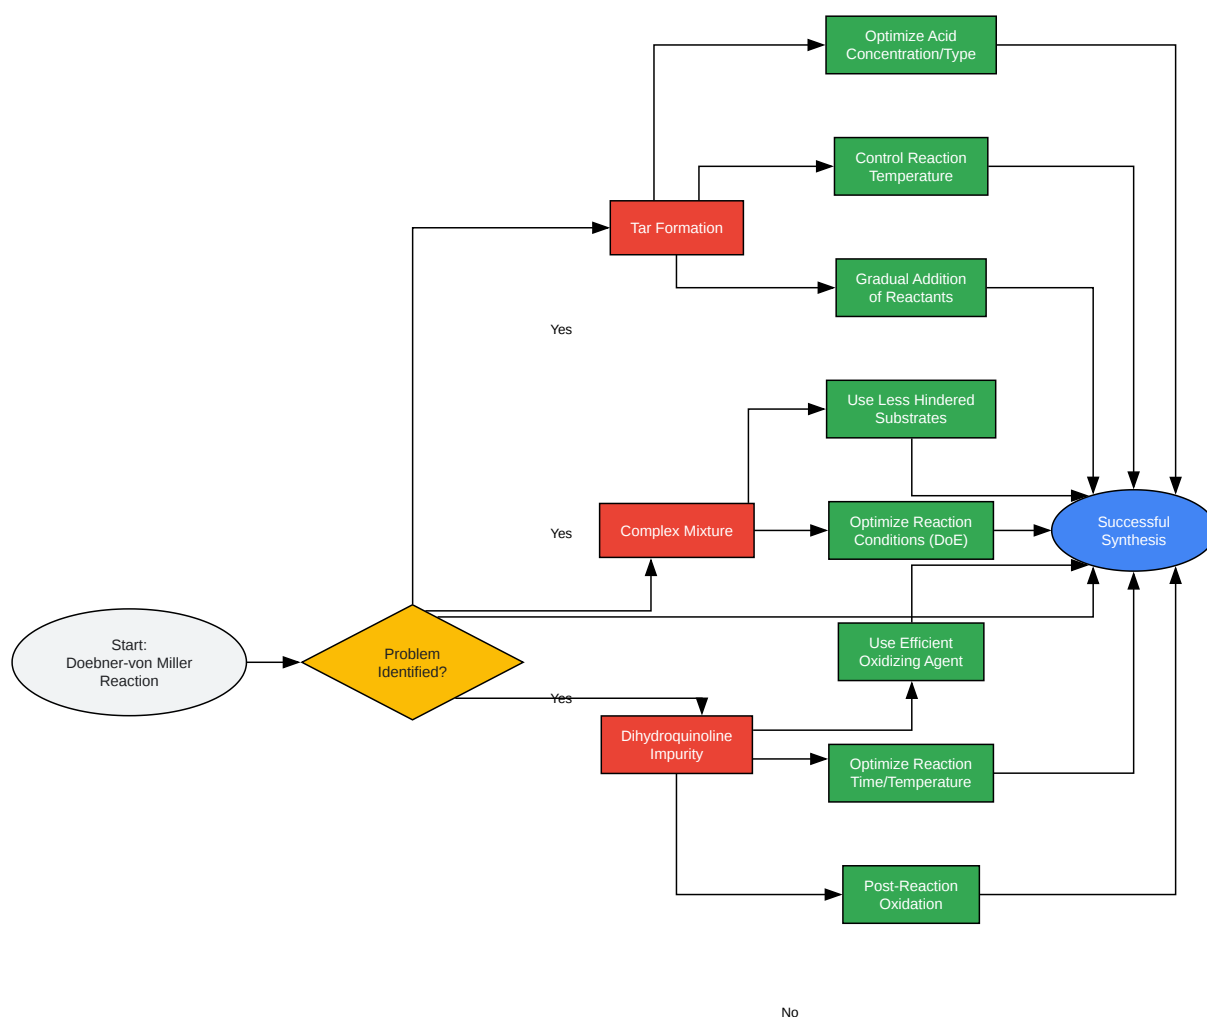 Optimize Acid
Concentration/Type
Control Reaction
Temperature
Tar Formation
Gradual Addition
of Reactants
Yes
Use Less Hindered
Substrates
Complex Mixture
Yes
Optimize Reaction
Conditions (DoE)
Successful
Synthesis
Start:
Doebner-von Miller
Reaction
Problem
Identified?
Use Efficient
Oxidizing Agent
Yes
Dihydroquinoline
Impurity
Optimize Reaction
Time/Temperature
Post-Reaction
Oxidation
No